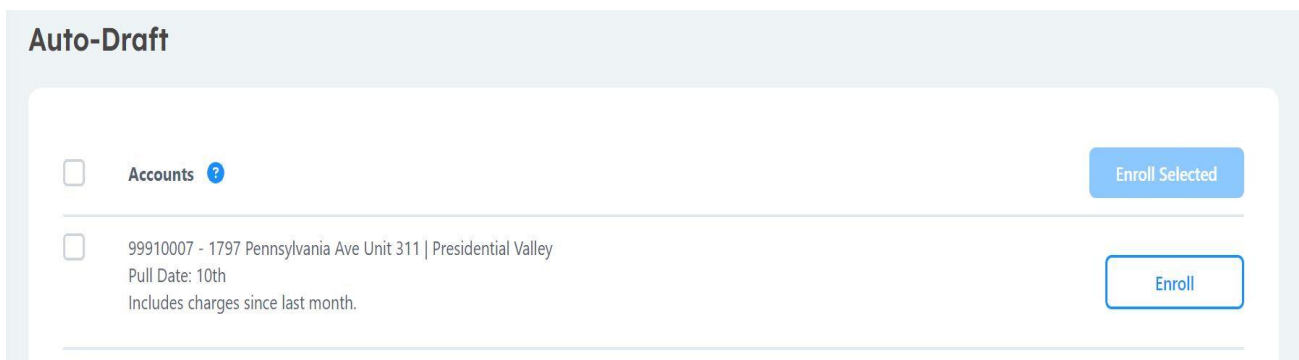 Auto-Draft
Accounts ?
Enroll Selected
99910007 - 1797 Pennsylvania Ave Unit 311 | Presidential Valley
Pull Date: 10th
Includes charges since last month.
Enroll